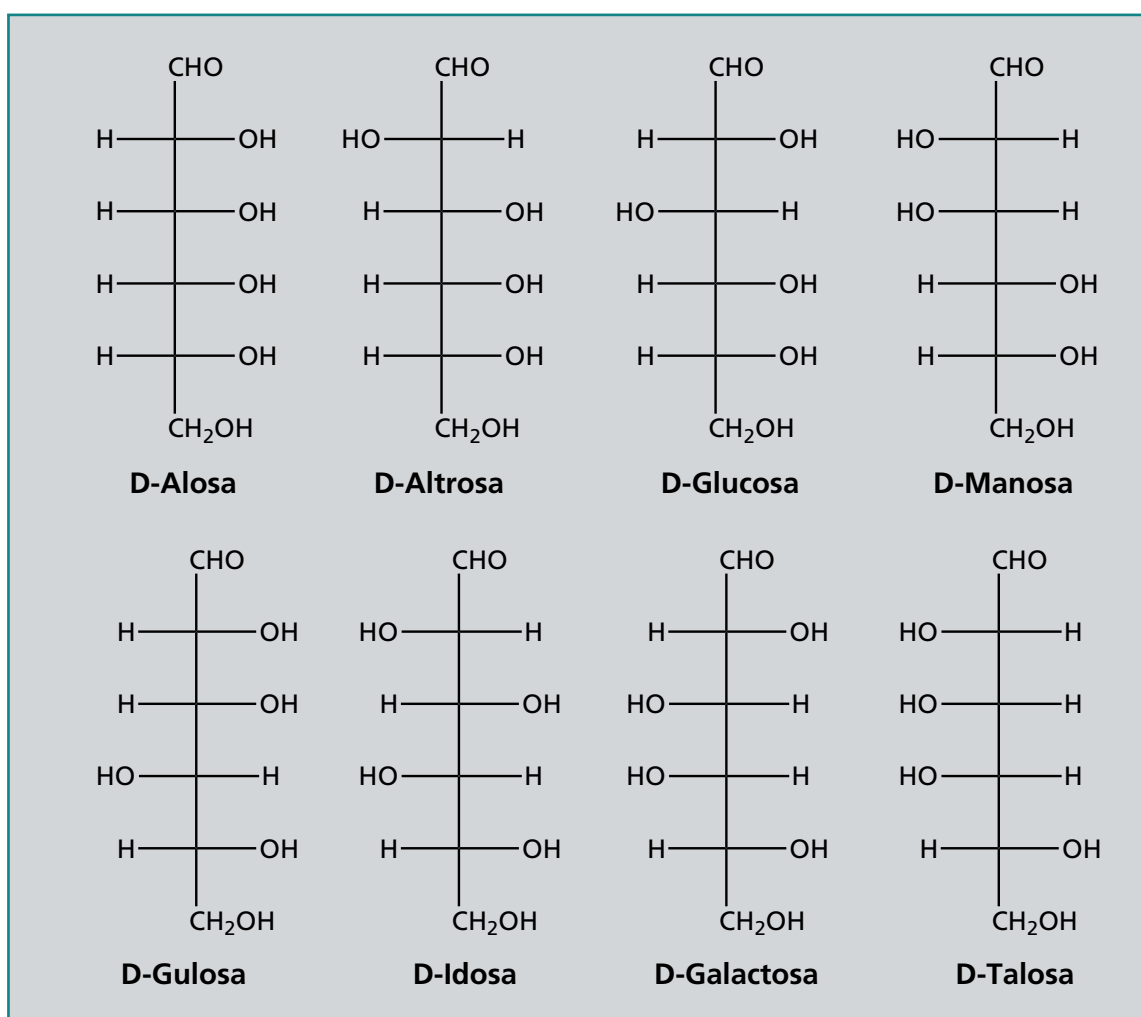 CHO CHO CHO CHO
H OH HO H H OH HO H
H OH H OH HO H HO H
H OH H OH H OH H OH
H OH H OH H OH H OH
CH₂OH CH₂OH CH₂OH CH₂OH
D-Alosa D-Altrosa D-Glucosa D-Manosa
CHO CHO CHO CHO
H OH HO H H OH HO H
H OH H OH HO H HO H
HO H HO H HO H HO H
H OH H OH H OH H OH
CH₂OH CH₂OH CH₂OH CH₂OH
D-Gulosa D-Idosa D-Galactosa D-Talosa